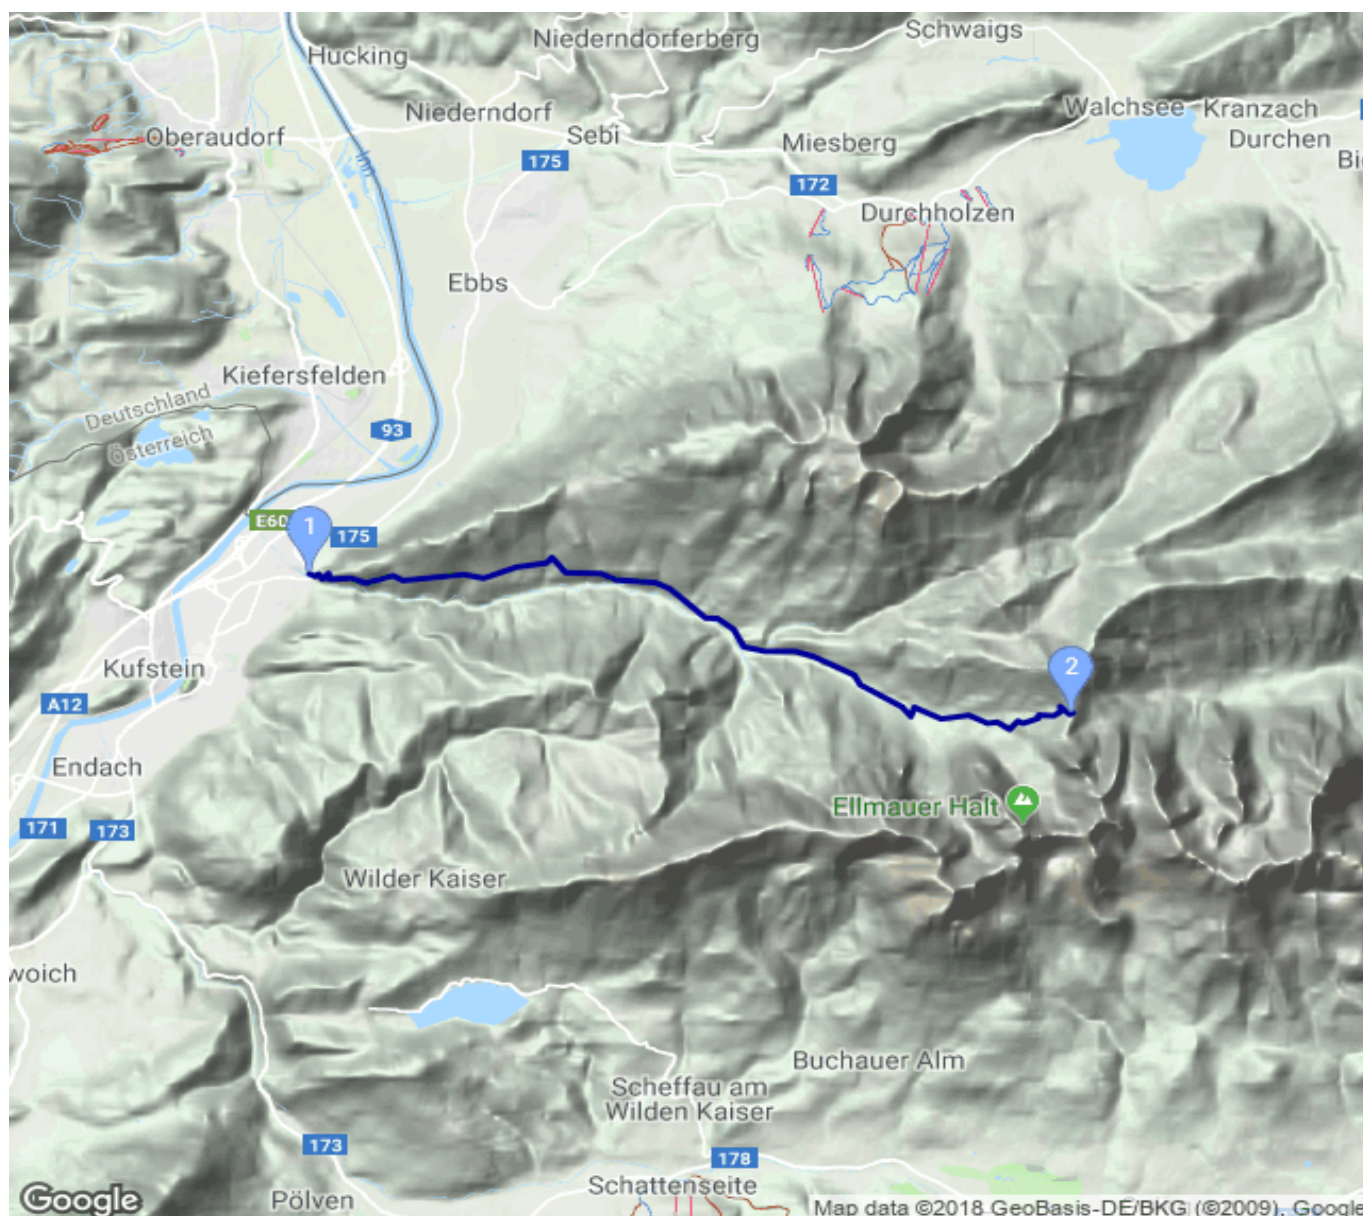 Schwaigs
Niederndorferberg
Hucking
Walchsee
Kranzach
Niederndorf
Oberaudorf
Sebi
Miesberg
Durchen
Inn
175
172
Durchholzen
Ebbs
Kiefersfelden
Deutschland
Österreich
93
1
175
2
Kufstein
A12
Endach
Ellmauer Halt
171
173
Wilder Kaiser
woich
Buchauer Alm
Scheffau am
Wilden Kaiser
173
178
Schattenseite
Pölven
Google
Map data ©2018 GeoBasis-DE/BKG (©2009), Google